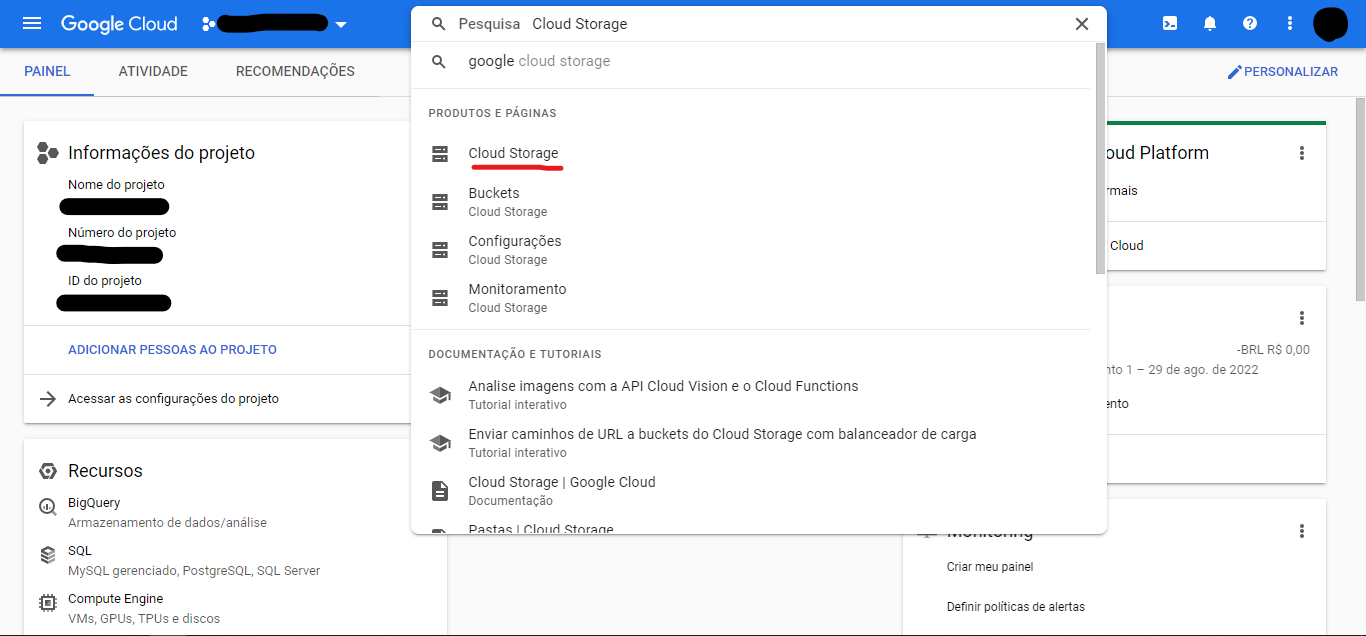 Google Cloud
Pesquisa Cloud Storage
google cloud storage
PAINEL
ATIVIDADE
RECOMENDAÇÕES
PERSONALIZAR
PRODUTOS E PÁGINAS
Cloud Storage
Buckets
Cloud Storage
Configurações
Cloud Storage
Monitoramento
Cloud Storage
DOCUMENTAÇÃO E TUTORIAIS
Analise imagens com a API Cloud Vision e o Cloud Functions
Tutorial interativo
Enviar caminhos de URL a buckets do Cloud Storage com balanceador de carga
Tutorial interativo
Cloud Storage | Google Cloud
Documentação
Pastas | Cloud Storage
Informações do projeto
Nome do projeto
Número do projeto
ID do projeto
ADICIONAR PESSOAS AO PROJETO
Acessar as configurações do projeto
Recursos
BigQuery
Armazenamento de dados/análise
SQL
MySQL gerenciado, PostgreSQL, SQL Server
Compute Engine
VMs, GPUs, TPUs e discos
oud Platform
rmais
Cloud
-BRL R$ 0,00
nto 1 – 29 de ago. de 2022
ento
Monitoring
Criar meu painel
Definir políticas de alertas